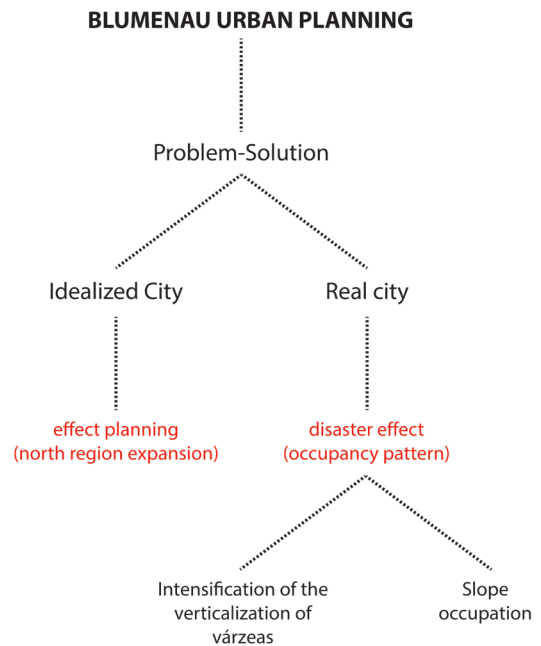 BLUMENAU URBAN PLANNING
Problem-Solution
Idealized City
Real city
effect planning
(north region expansion)
disaster effect
(occupancy pattern)
Intensification of the
verticalization of
várzeas
Slope
occupation